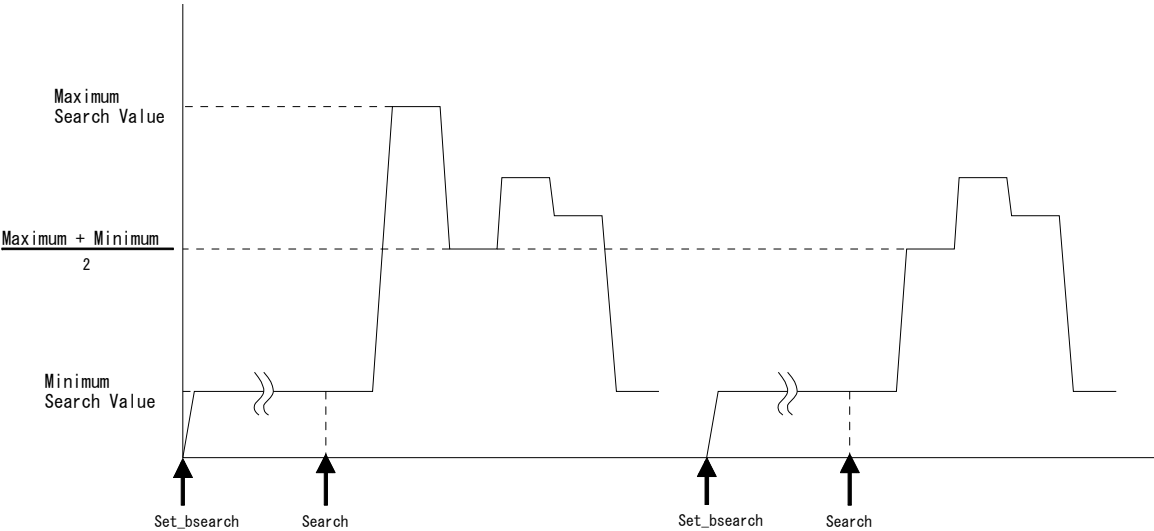 Maximum
Search Value
Maximum + Minimum
2
Minimum
Search Value
Set_bsearch
Search
Set_bsearch
Search